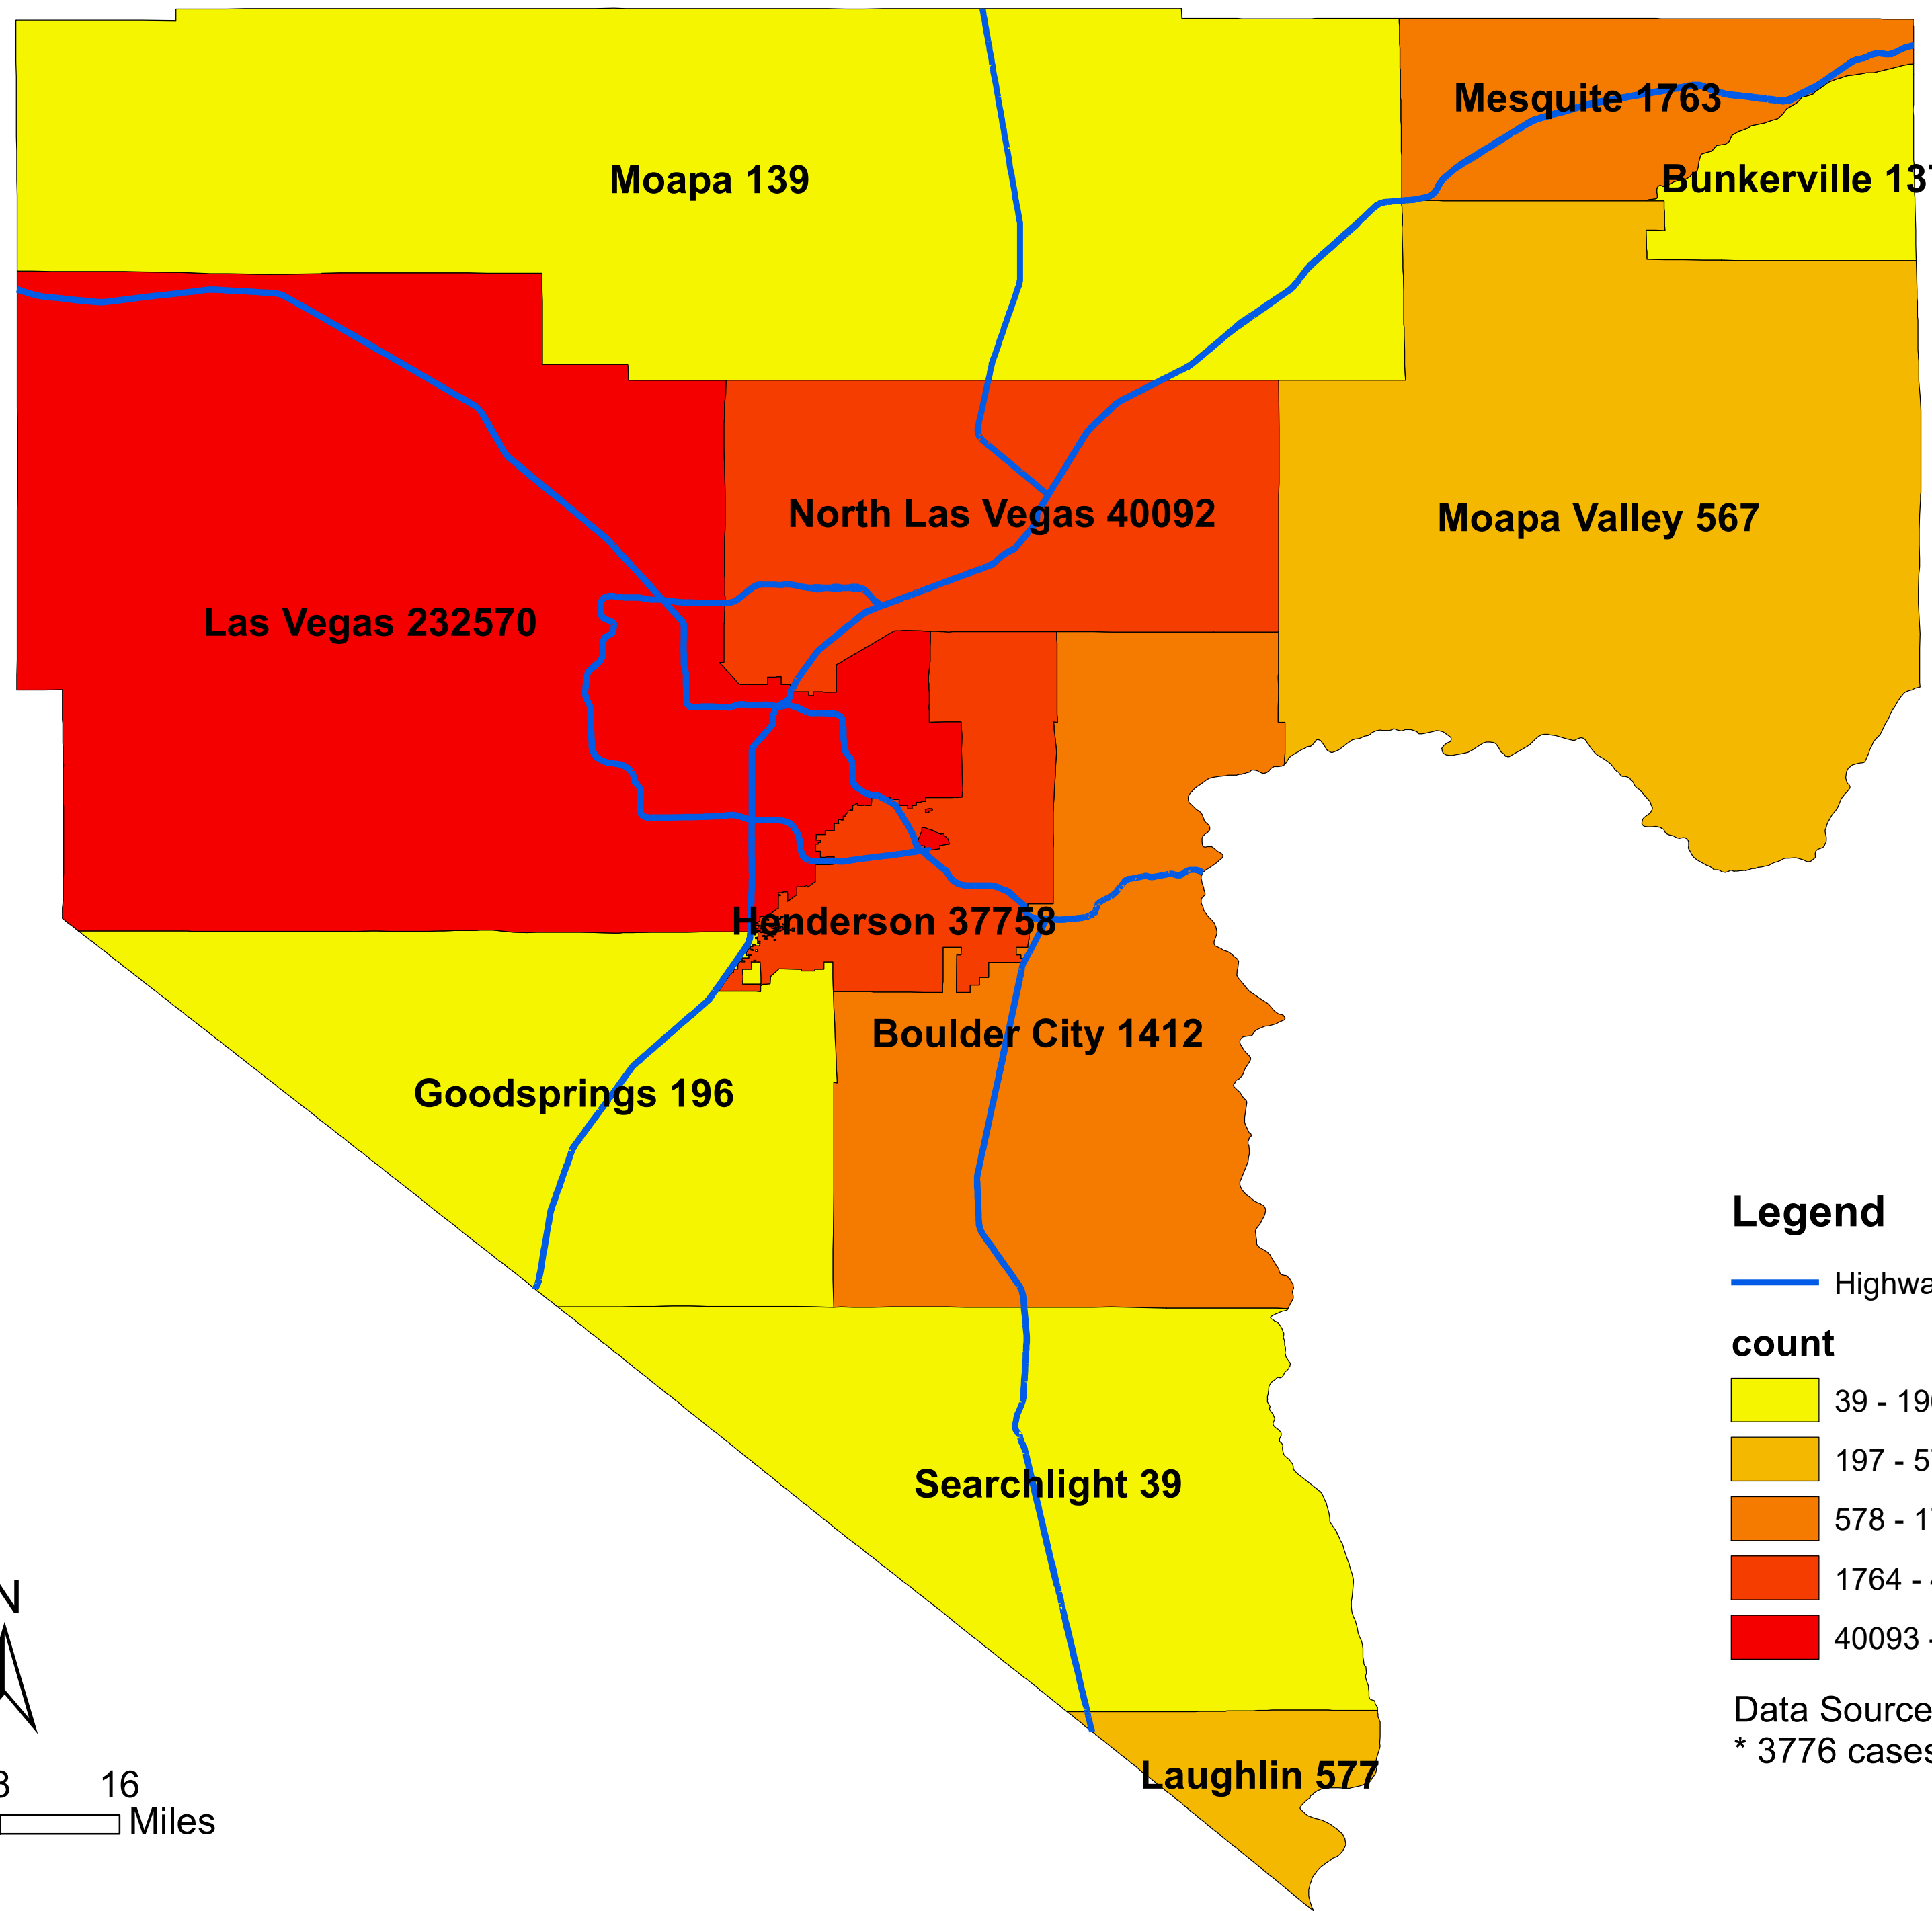 Mesquite 1763
Moapa 139
Bunkerville 137
North Las Vegas 40092
Moapa Valley 567
Las Vegas 232570
Henderson 37758
Boulder City 1412
Goodsprings 196
Legend
Highwa
count
39 - 19
197 - 5
Searchlight 39
578 - 1
1764 -
N
40093 -
Data Source
* 3776 cases
Laughlin 577
16
Miles